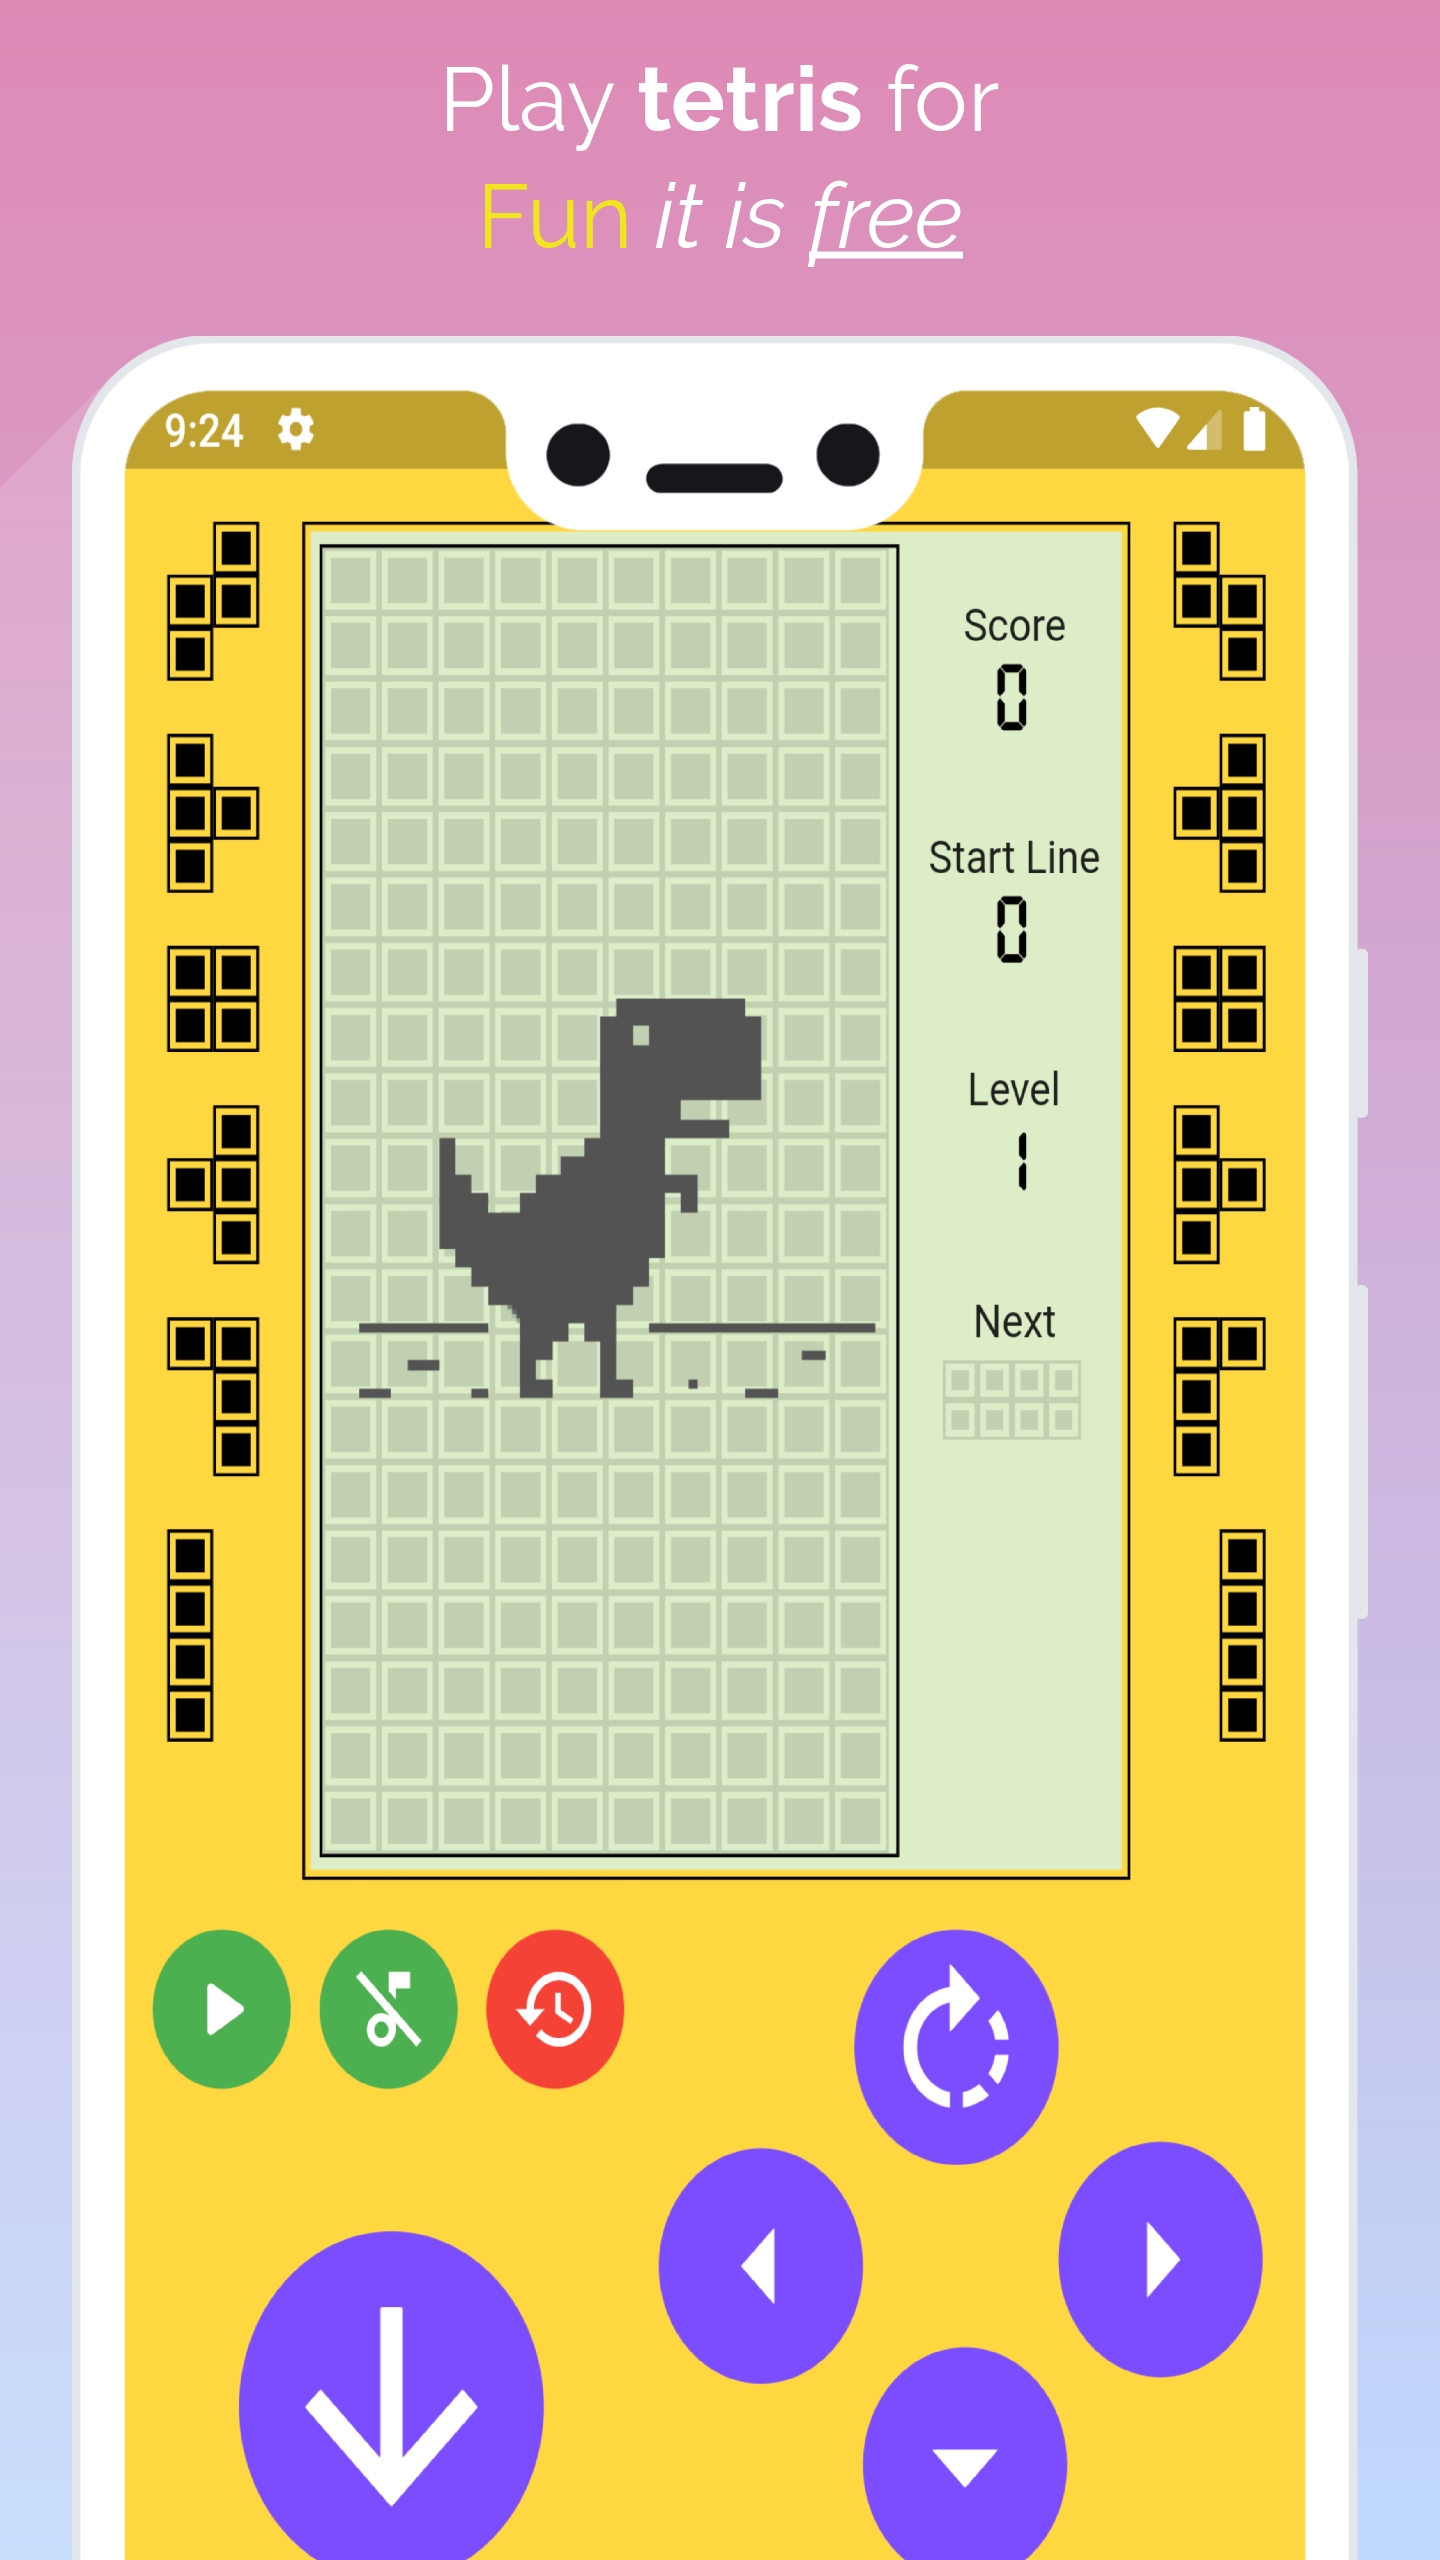 Play tetris for
Fun it is free
9:24
Score
0
Start Line
0
Level
1
Next